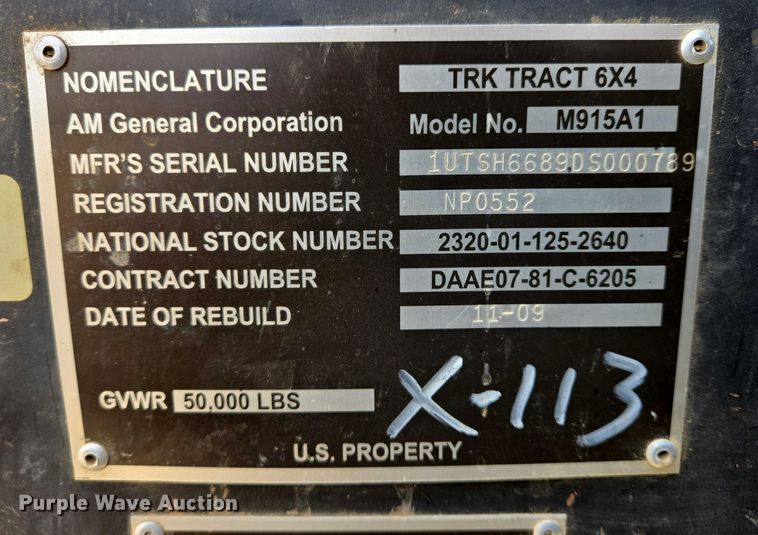 NOMENCLATURE TRK TRACT 6X4
AM General Corporation Model No. M915A1
MFR'S SERIAL NUMBER 1UTSH6689DS000789
REGISTRATION NUMBER NP0552
NATIONAL STOCK NUMBER 2320-01-125-2640
CONTRACT NUMBER DAAE07-81-C-6205
DATE OF REBUILD 11-09
GVWR 50,000 LBS X-113
U.S. PROPERTY
Purple Wave Auction